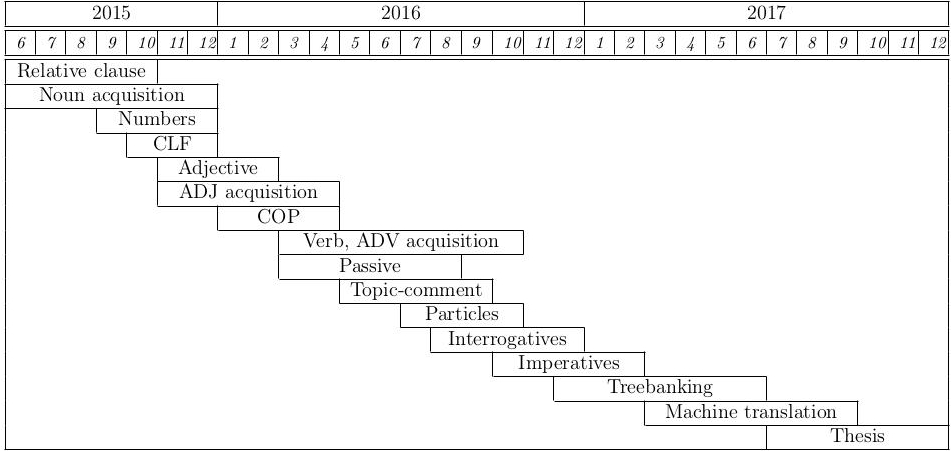 2015 2016 2017
6 7 8 9 10 11 12 1 2 3 4 5 6 7 8 9 10 11 12 1 2 3 4 5 6 7 8 9 10 11 12
Relative clause
Noun acquisition
Numbers
CLF
Adjective
ADJ acquisition
COP
Verb, ADV acquisition
Passive
Topic-comment
Particles
Interrogatives
Imperatives
Treebanking
Machine translation
Thesis